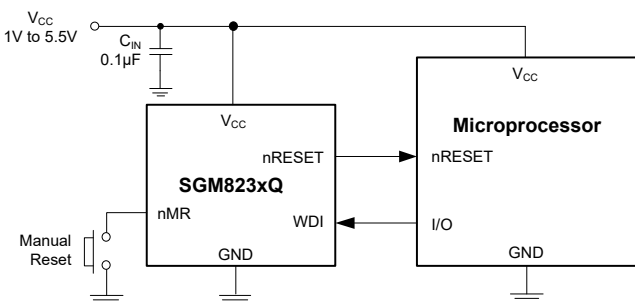 VCC
1V to 5.5V
CIN
0.1µF
VCC
nRESET
SGM823xQ
nMR
WDI
GND
Manual
Reset
VCC
Microprocessor
nRESET
I/O
GND